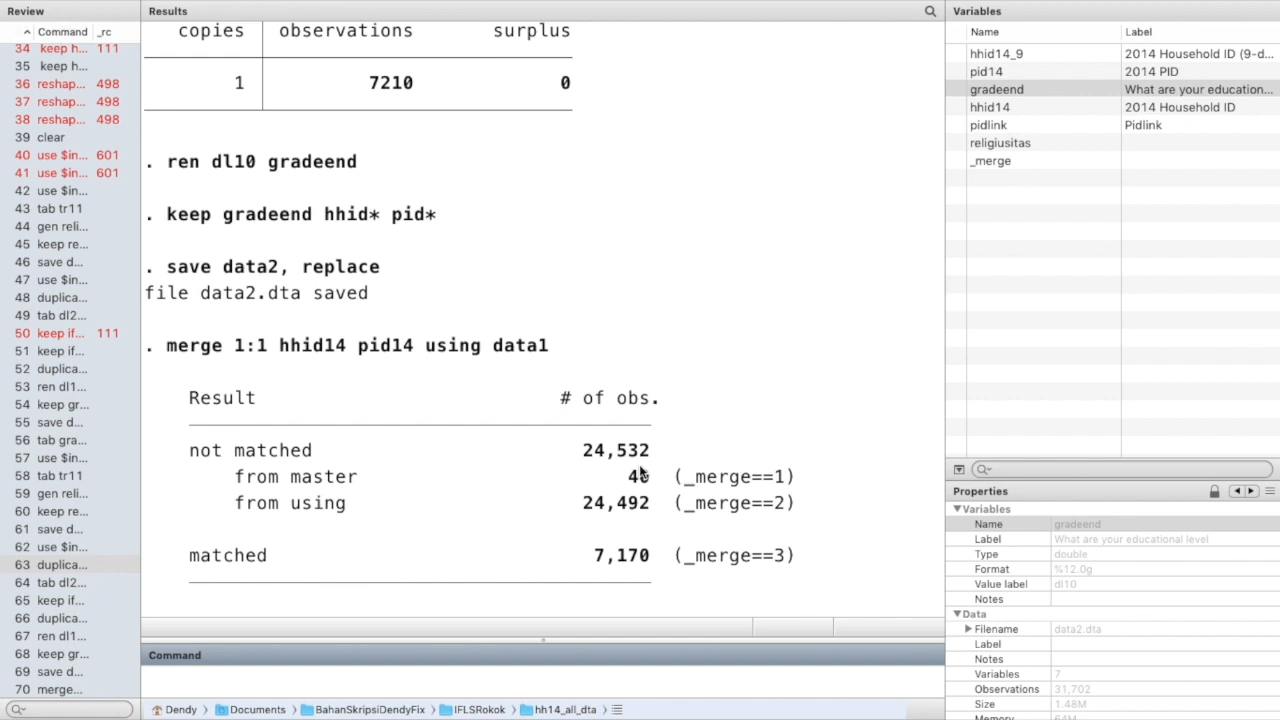 Review
Command _rc
34 keep h... 111
35 keep h...
36 reshap... 498
37 reshap... 498
38 reshap... 498
39 clear
40 use $in... 601
41 use $in... 601
42 use $in...
43 tab tr11
44 gen reli...
45 keep re...
46 save d...
47 use $in...
48 duplica...
49 tab dl2...
50 keep if... 111
51 keep if...
52 duplica...
53 ren dl1...
54 keep gr...
55 save d...
56 tab gra...
57 use $in...
58 tab tr11
59 gen reli...
60 keep re...
61 save d...
62 use $in...
63 duplica...
64 tab dl2...
65 keep if...
66 duplica...
67 ren dl1...
68 keep gr...
69 save d...
70 merge...
Results
copies observations surplus
1 7210 0
. ren dl10 gradeend
. keep gradeend hhid* pid*
. save data2, replace
file data2.dta saved
. merge 1:1 hhid14 pid14 using data1
Result # of obs.
not matched 24,532
from master 40 (_merge==1)
from using 24,492 (_merge==2)
matched 7,170 (_merge==3)
Command
Dendy Documents BahanSkripsiDendyFix IFLSRokok hh14_all_dta
Variables
Name Label
hhid14_9 2014 Household ID (9-d...
pid14 2014 PID
gradeend What are your education...
hhid14 2014 Household ID
pidlink Pidlink
religiusitas
_merge
Properties
Variables
Name gradeend
Label What are your educational level
Type double
Format %12.0g
Value label dl10
Notes
Data
Filename data2.dta
Label
Notes
Variables 7
Observations 31,702
Size 1.48M
Memory 64M